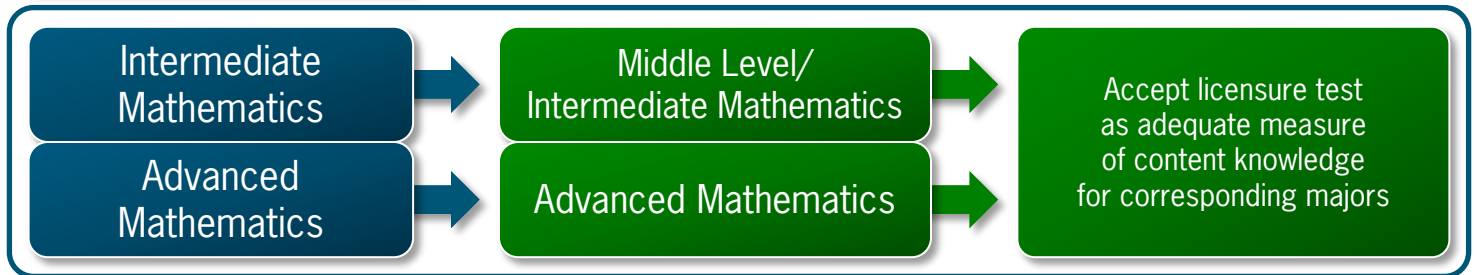 Intermediate
Mathematics
Middle Level/
Intermediate Mathematics
Advanced
Mathematics
Advanced Mathematics
Accept licensure test
as adequate measure
of content knowledge
for corresponding majors